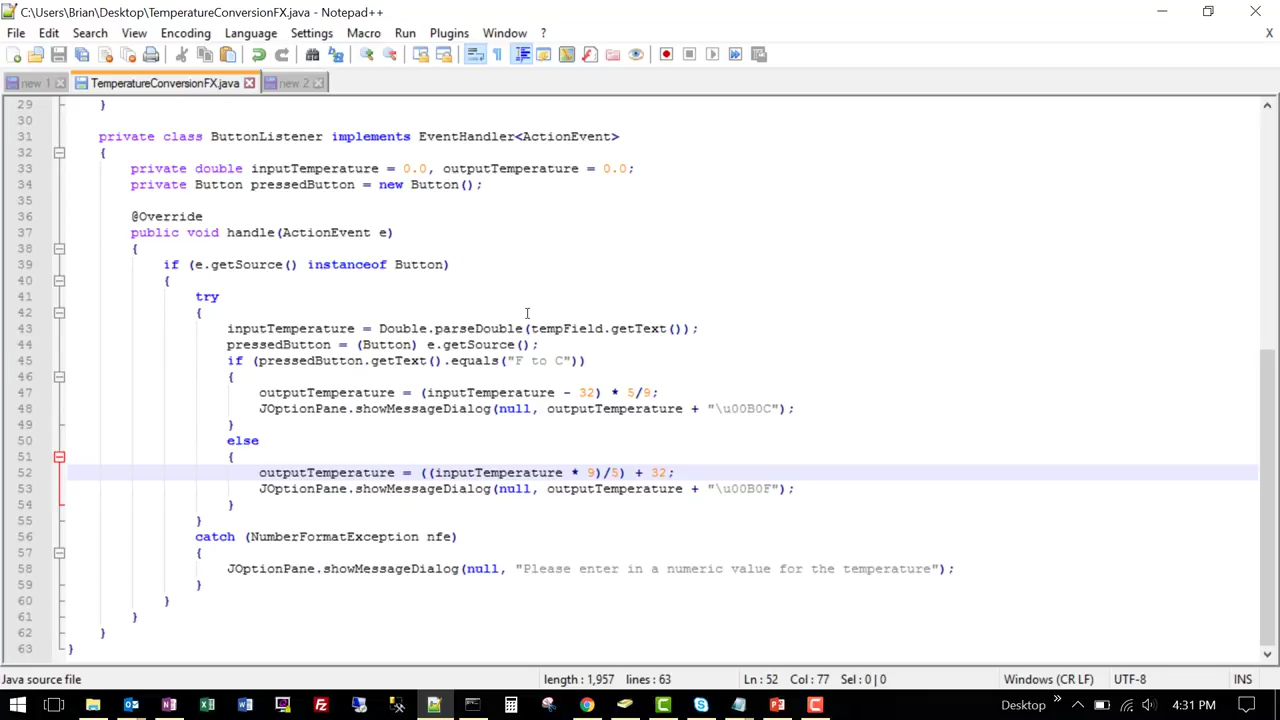 C:\Users\Brian\Desktop\TemperatureConversionFX.java - Notepad++
File Edit Search View Encoding Language Settings Macro Run Plugins Window ? X
new 1 TemperatureConversionFX.java new 2
29 }
30
31 private class ButtonListener implements EventHandler<ActionEvent>
32 {
33 private double inputTemperature = 0.0, outputTemperature = 0.0;
34 private Button pressedButton = new Button();
35
36 @Override
37 public void handle(ActionEvent e)
38 {
39 if (e.getSource() instanceof Button)
40 {
41 try
42 {
43 inputTemperature = Double.parseDouble(tempField.getText());
44 pressedButton = (Button) e.getSource();
45 if (pressedButton.getText().equals("F to C"))
46 {
47 outputTemperature = (inputTemperature - 32) * 5/9;
48 JOptionPane.showMessageDialog(null, outputTemperature + "\u00B0C");
49 }
50 else
51 {
52 outputTemperature = ((inputTemperature * 9)/5) + 32;
53 JOptionPane.showMessageDialog(null, outputTemperature + "\u00B0F");
54 }
55 }
56 catch (NumberFormatException nfe)
57 {
58 JOptionPane.showMessageDialog(null, "Please enter in a numeric value for the temperature");
59 }
60 }
61 }
62 }
63 }
Java source file length : 1,957 lines : 63 Ln : 52 Col : 77 Sel : 0 | 0 Windows (CR LF) UTF-8 INS
Desktop 4:31 PM